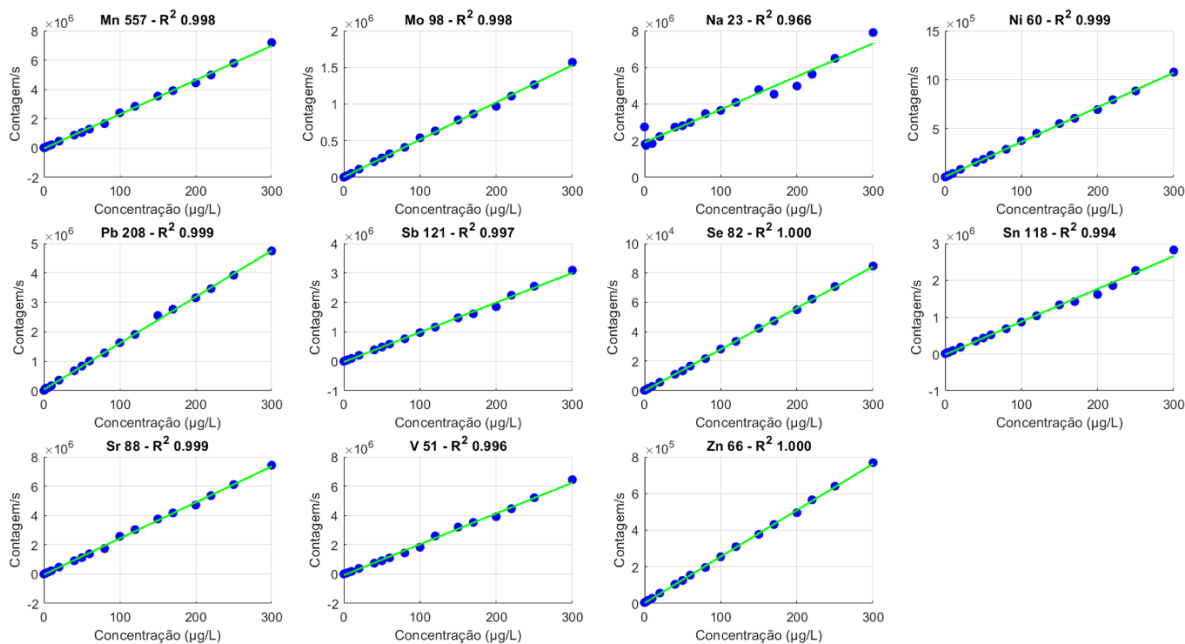 Mn 557 - R² 0.998
×10⁶
8
6
4
2
0
-2
Contagem/s
0 100 200 300
Concentração (µg/L)
Mo 98 - R² 0.998
×10⁶
2
1.5
1
0.5
0
Contagem/s
0 100 200 300
Concentração (µg/L)
Na 23 - R² 0.966
×10⁶
8
6
4
2
0
Contagem/s
0 100 200 300
Concentração (µg/L)
Ni 60 - R² 0.999
×10⁵
15
10
5
0
Contagem/s
0 100 200 300
Concentração (µg/L)
Pb 208 - R² 0.999
×10⁶
5
4
3
2
1
0
Contagem/s
0 100 200 300
Concentração (µg/L)
Sb 121 - R² 0.997
×10⁶
4
3
2
1
0
-1
Contagem/s
0 100 200 300
Concentração (µg/L)
Se 82 - R² 1.000
×10⁴
10
8
6
4
2
0
Contagem/s
0 100 200 300
Concentração (µg/L)
Sn 118 - R² 0.994
×10⁶
3
2
1
0
-1
Contagem/s
0 100 200 300
Concentração (µg/L)
Sr 88 - R² 0.999
×10⁶
8
6
4
2
0
-2
Contagem/s
0 100 200 300
Concentração (µg/L)
V 51 - R² 0.996
×10⁶
8
6
4
2
0
-2
Contagem/s
0 100 200 300
Concentração (µg/L)
Zn 66 - R² 1.000
×10⁵
8
6
4
2
0
Contagem/s
0 100 200 300
Concentração (µg/L)